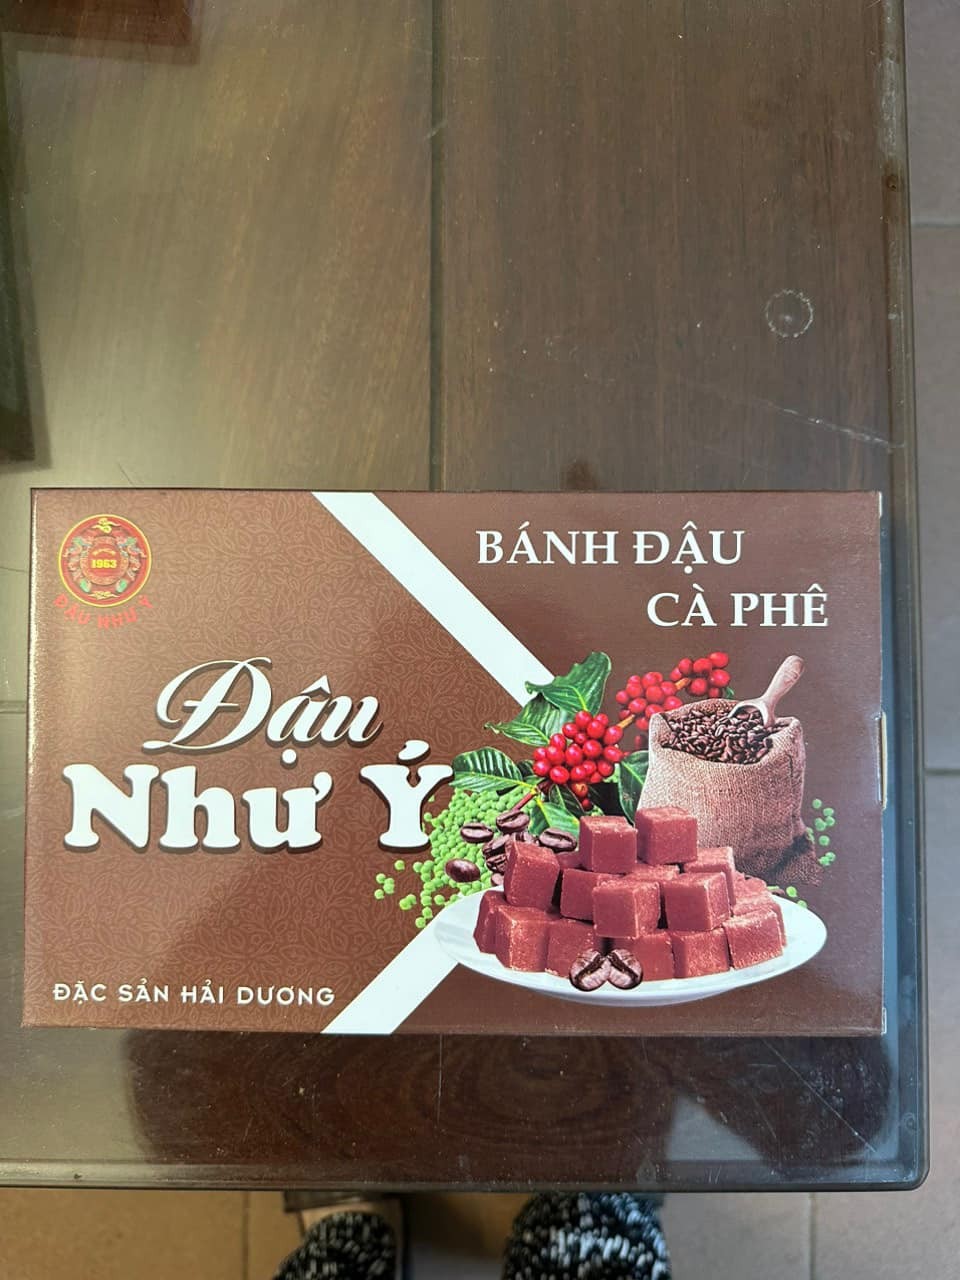 1963
ĐẬU NHƯ Ý
BÁNH ĐẬU
CÀ PHÊ
Đậu
Như Ý
ĐẶC SẢN HẢI DƯƠNG